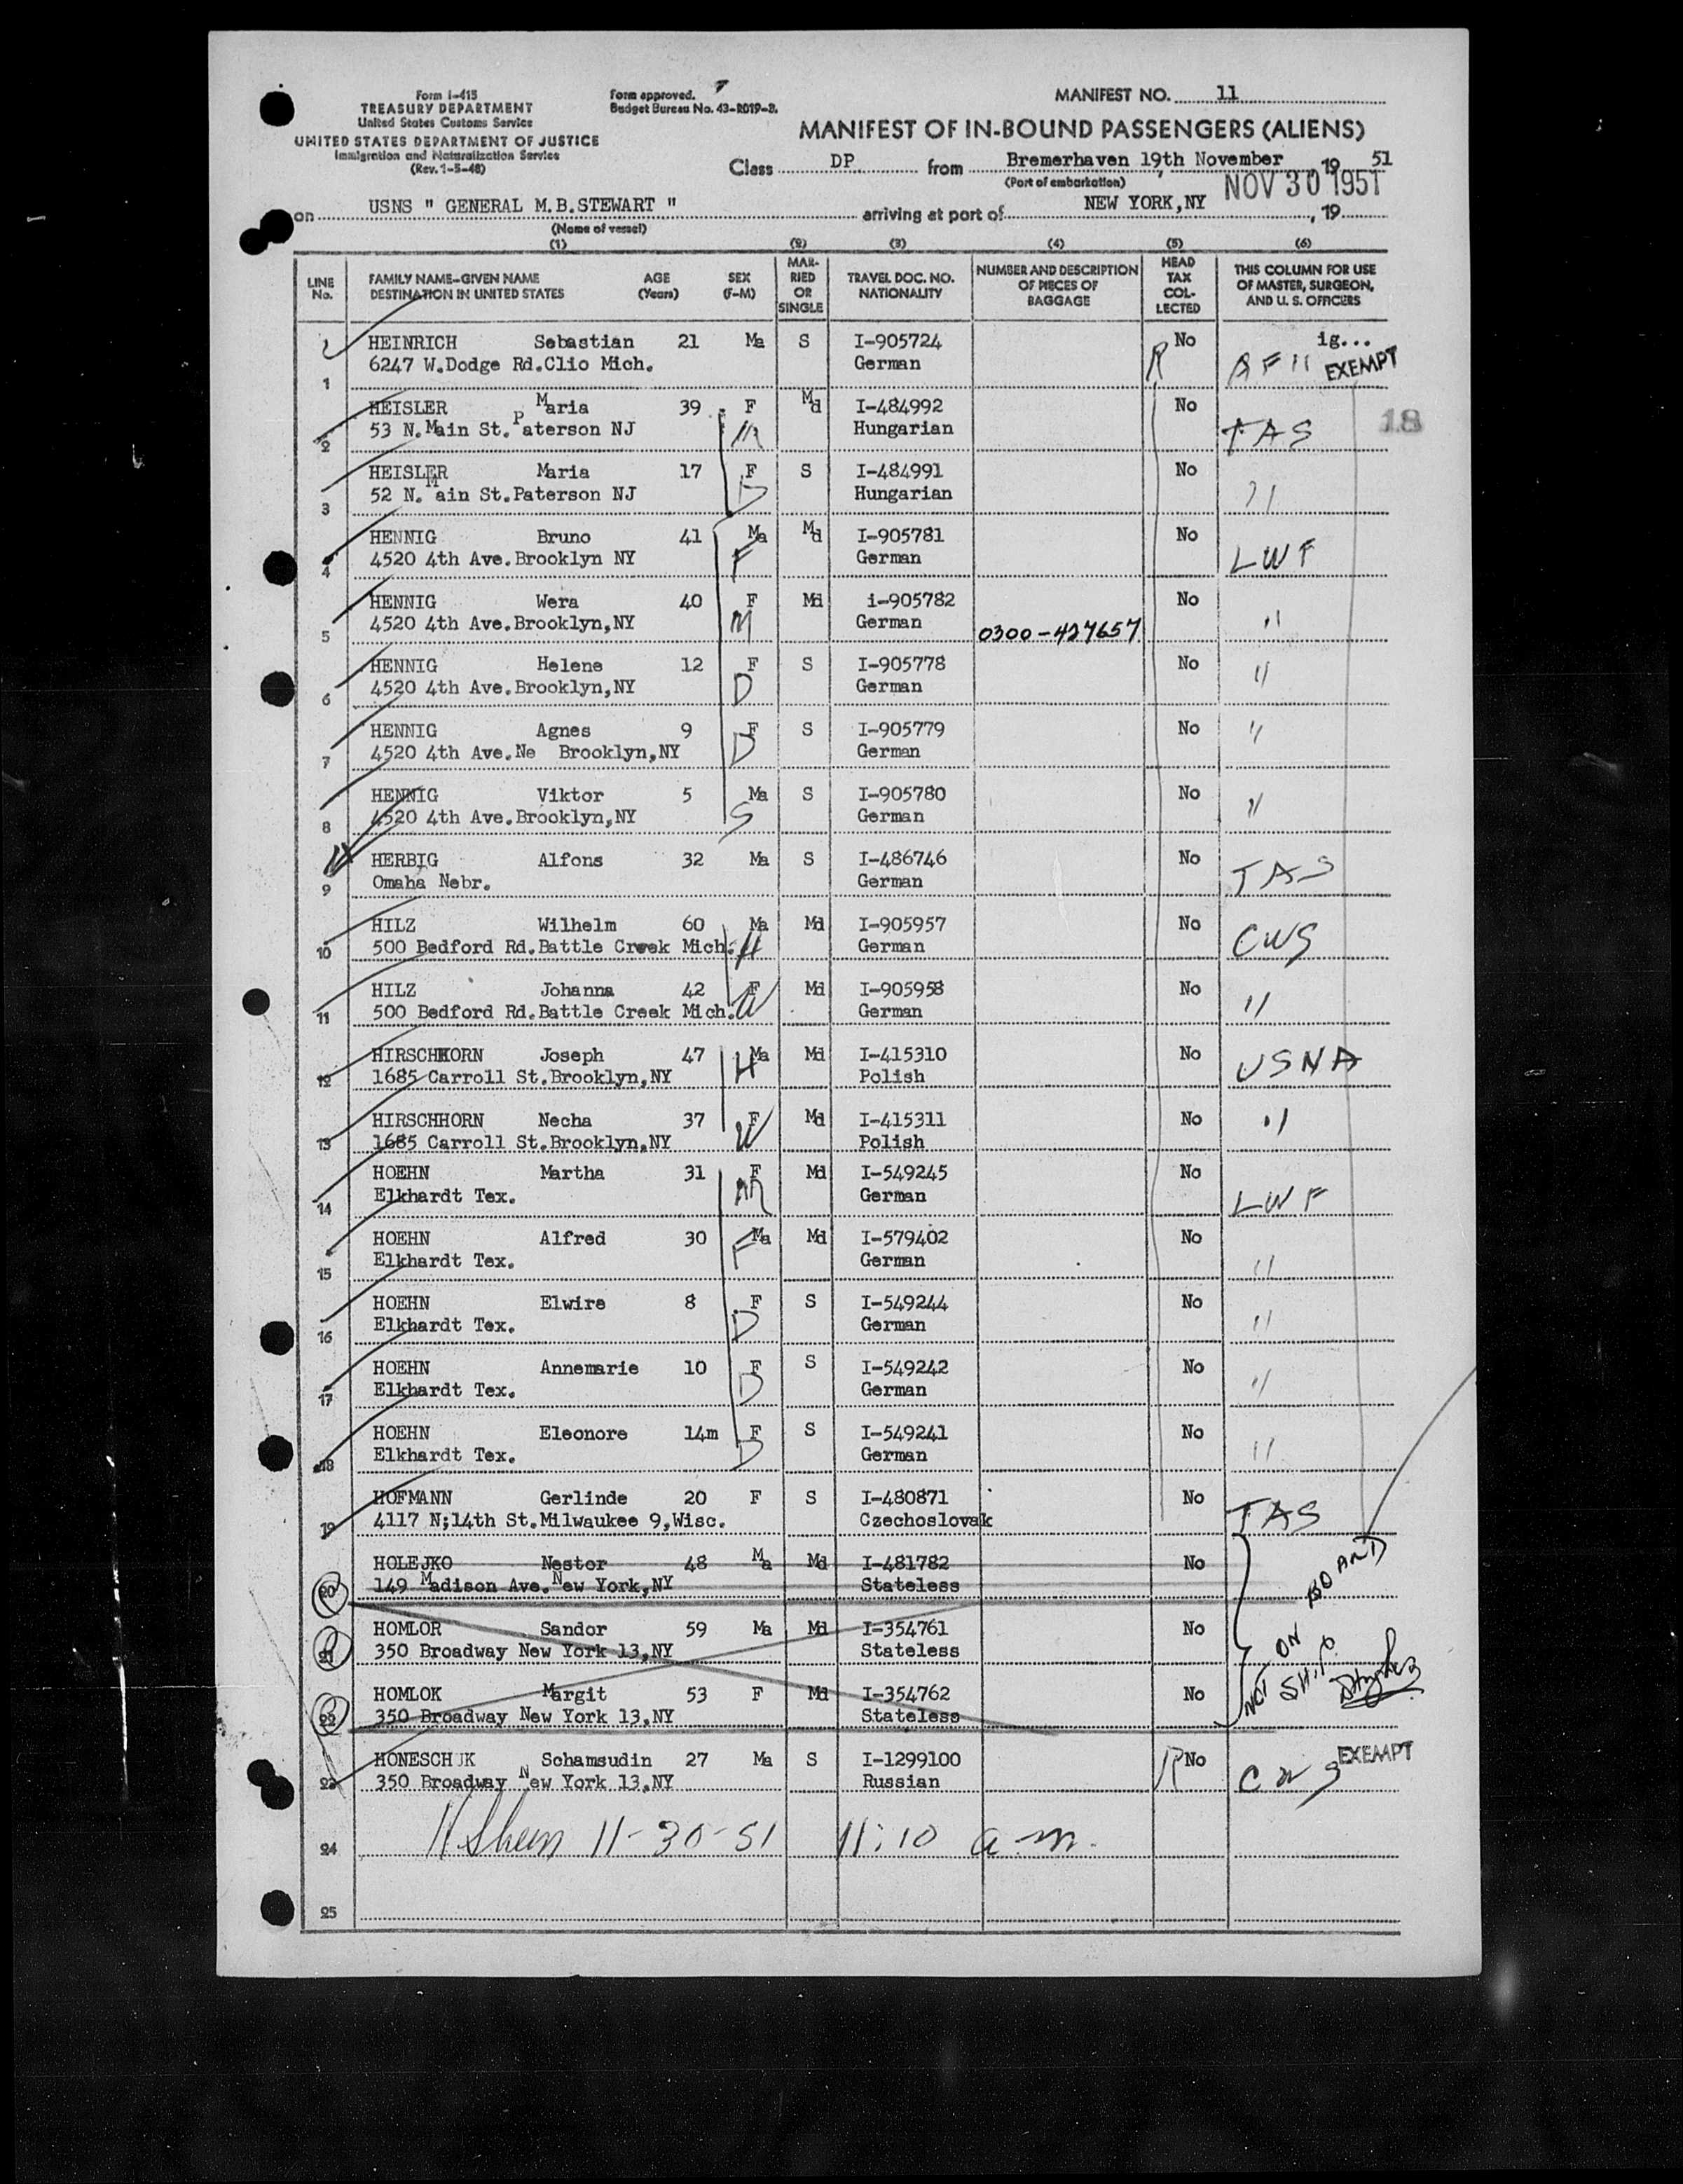 Form I-415
TREASURY DEPARTMENT
United States Customs Service
UNITED STATES DEPARTMENT OF JUSTICE
Immigration and Naturalization Service
(Rev. 1-5-48)
Form approved.
Budget Bureau No. 43-R019-2.
MANIFEST NO. 11
MANIFEST OF IN-BOUND PASSENGERS (ALIENS)
Class DP from Bremerhaven 19th November, 19 51
(Port of embarkation)
NOV 30 1951
on USNS " GENERAL M.B.STEWART " arriving at port of NEW YORK,NY , 19
(Name of vessel)
(1) (2) (3) (4) (5) (6)
LINE No.
FAMILY NAME-GIVEN NAME AGE SEX
DESTINATION IN UNITED STATES (Years) (F-M)
MAR-RIED OR SINGLE
TRAVEL DOC. NO. NATIONALITY
NUMBER AND DESCRIPTION OF PIECES OF BAGGAGE
HEAD TAX COL-LECTED
THIS COLUMN FOR USE OF MASTER, SURGEON, AND U. S. OFFICERS
HEINRICH Sebastian 21 Ma S I-905724 No ig...
1 6247 W.Dodge Rd.Clio Mich. German R EXEMPT
HEISLER Maria 39 F Md I-484992 No 18
2 53 N.Main St.Paterson NJ M Hungarian TAS
HEISLER Maria 17 F S I-484991 No
3 52 N.Main St.Paterson NJ D Hungarian "
HENNIG Bruno 41 Ma Md I-905781 No
4 4520 4th Ave.Brooklyn NY F German LWF
HENNIG Wera 40 F Md i-905782 No
5 4520 4th Ave.Brooklyn,NY M German 0300-427657 "
HENNIG Helene 12 F S I-905778 No
6 4520 4th Ave.Brooklyn,NY D German "
HENNIG Agnes 9 F S I-905779 No
7 4520 4th Ave.Ne Brooklyn,NY D German "
HENNIG Viktor 5 Ma S I-905780 No
8 4520 4th Ave.Brooklyn,NY S German "
HERBIG Alfons 32 Ma S I-486746 No
9 Omaha Nebr. German TAS
HILZ Wilhelm 60 Ma Md I-905957 No
10 500 Bedford Rd.Battle Creek Mich. H German CWS
HILZ Johanna 42 F Md I-905958 No
11 500 Bedford Rd.Battle Creek Mich. W German "
HIRSCHHORN Joseph 47 Ma Md I-415310 No
12 1685 Carroll St.Brooklyn,NY H Polish USNA
HIRSCHHORN Necha 37 F Md I-415311 No
13 1685 Carroll St.Brooklyn,NY W Polish "
HOEHN Martha 31 F Md I-549245 No
14 Elkhardt Tex. M German LWF
HOEHN Alfred 30 Ma Md I-579402 No
15 Elkhardt Tex. F German "
HOEHN Elwire 8 F S I-549244 No
16 Elkhardt Tex. D German "
HOEHN Annemarie 10 F S I-549242 No
17 Elkhardt Tex. D German "
HOEHN Eleonore 14m F S I-549241 No
18 Elkhardt Tex. D German "
HOFMANN Gerlinde 20 F S I-480871 No
19 4117 N;14th St.Milwaukee 9,Wisc. Czechoslovak TAS
HOLEJKO Nestor 48 Ma Md I-481782 No
20 149 Madison Ave.New York,NY Stateless
HOMLOR Sandor 59 Ma Md I-354761 No
21 350 Broadway New York 13,NY Stateless
HOMLOK Margit 53 F Md I-354762 No
22 350 Broadway New York 13,NY Stateless
NOT ON BOARD
SHIP
HONESCHUK Schamsudin 27 Ma S I-1299100 R No EXEMPT
23 350 Broadway New York 13,NY Russian CWS
24 11-30-51 11:10 a.m.
25